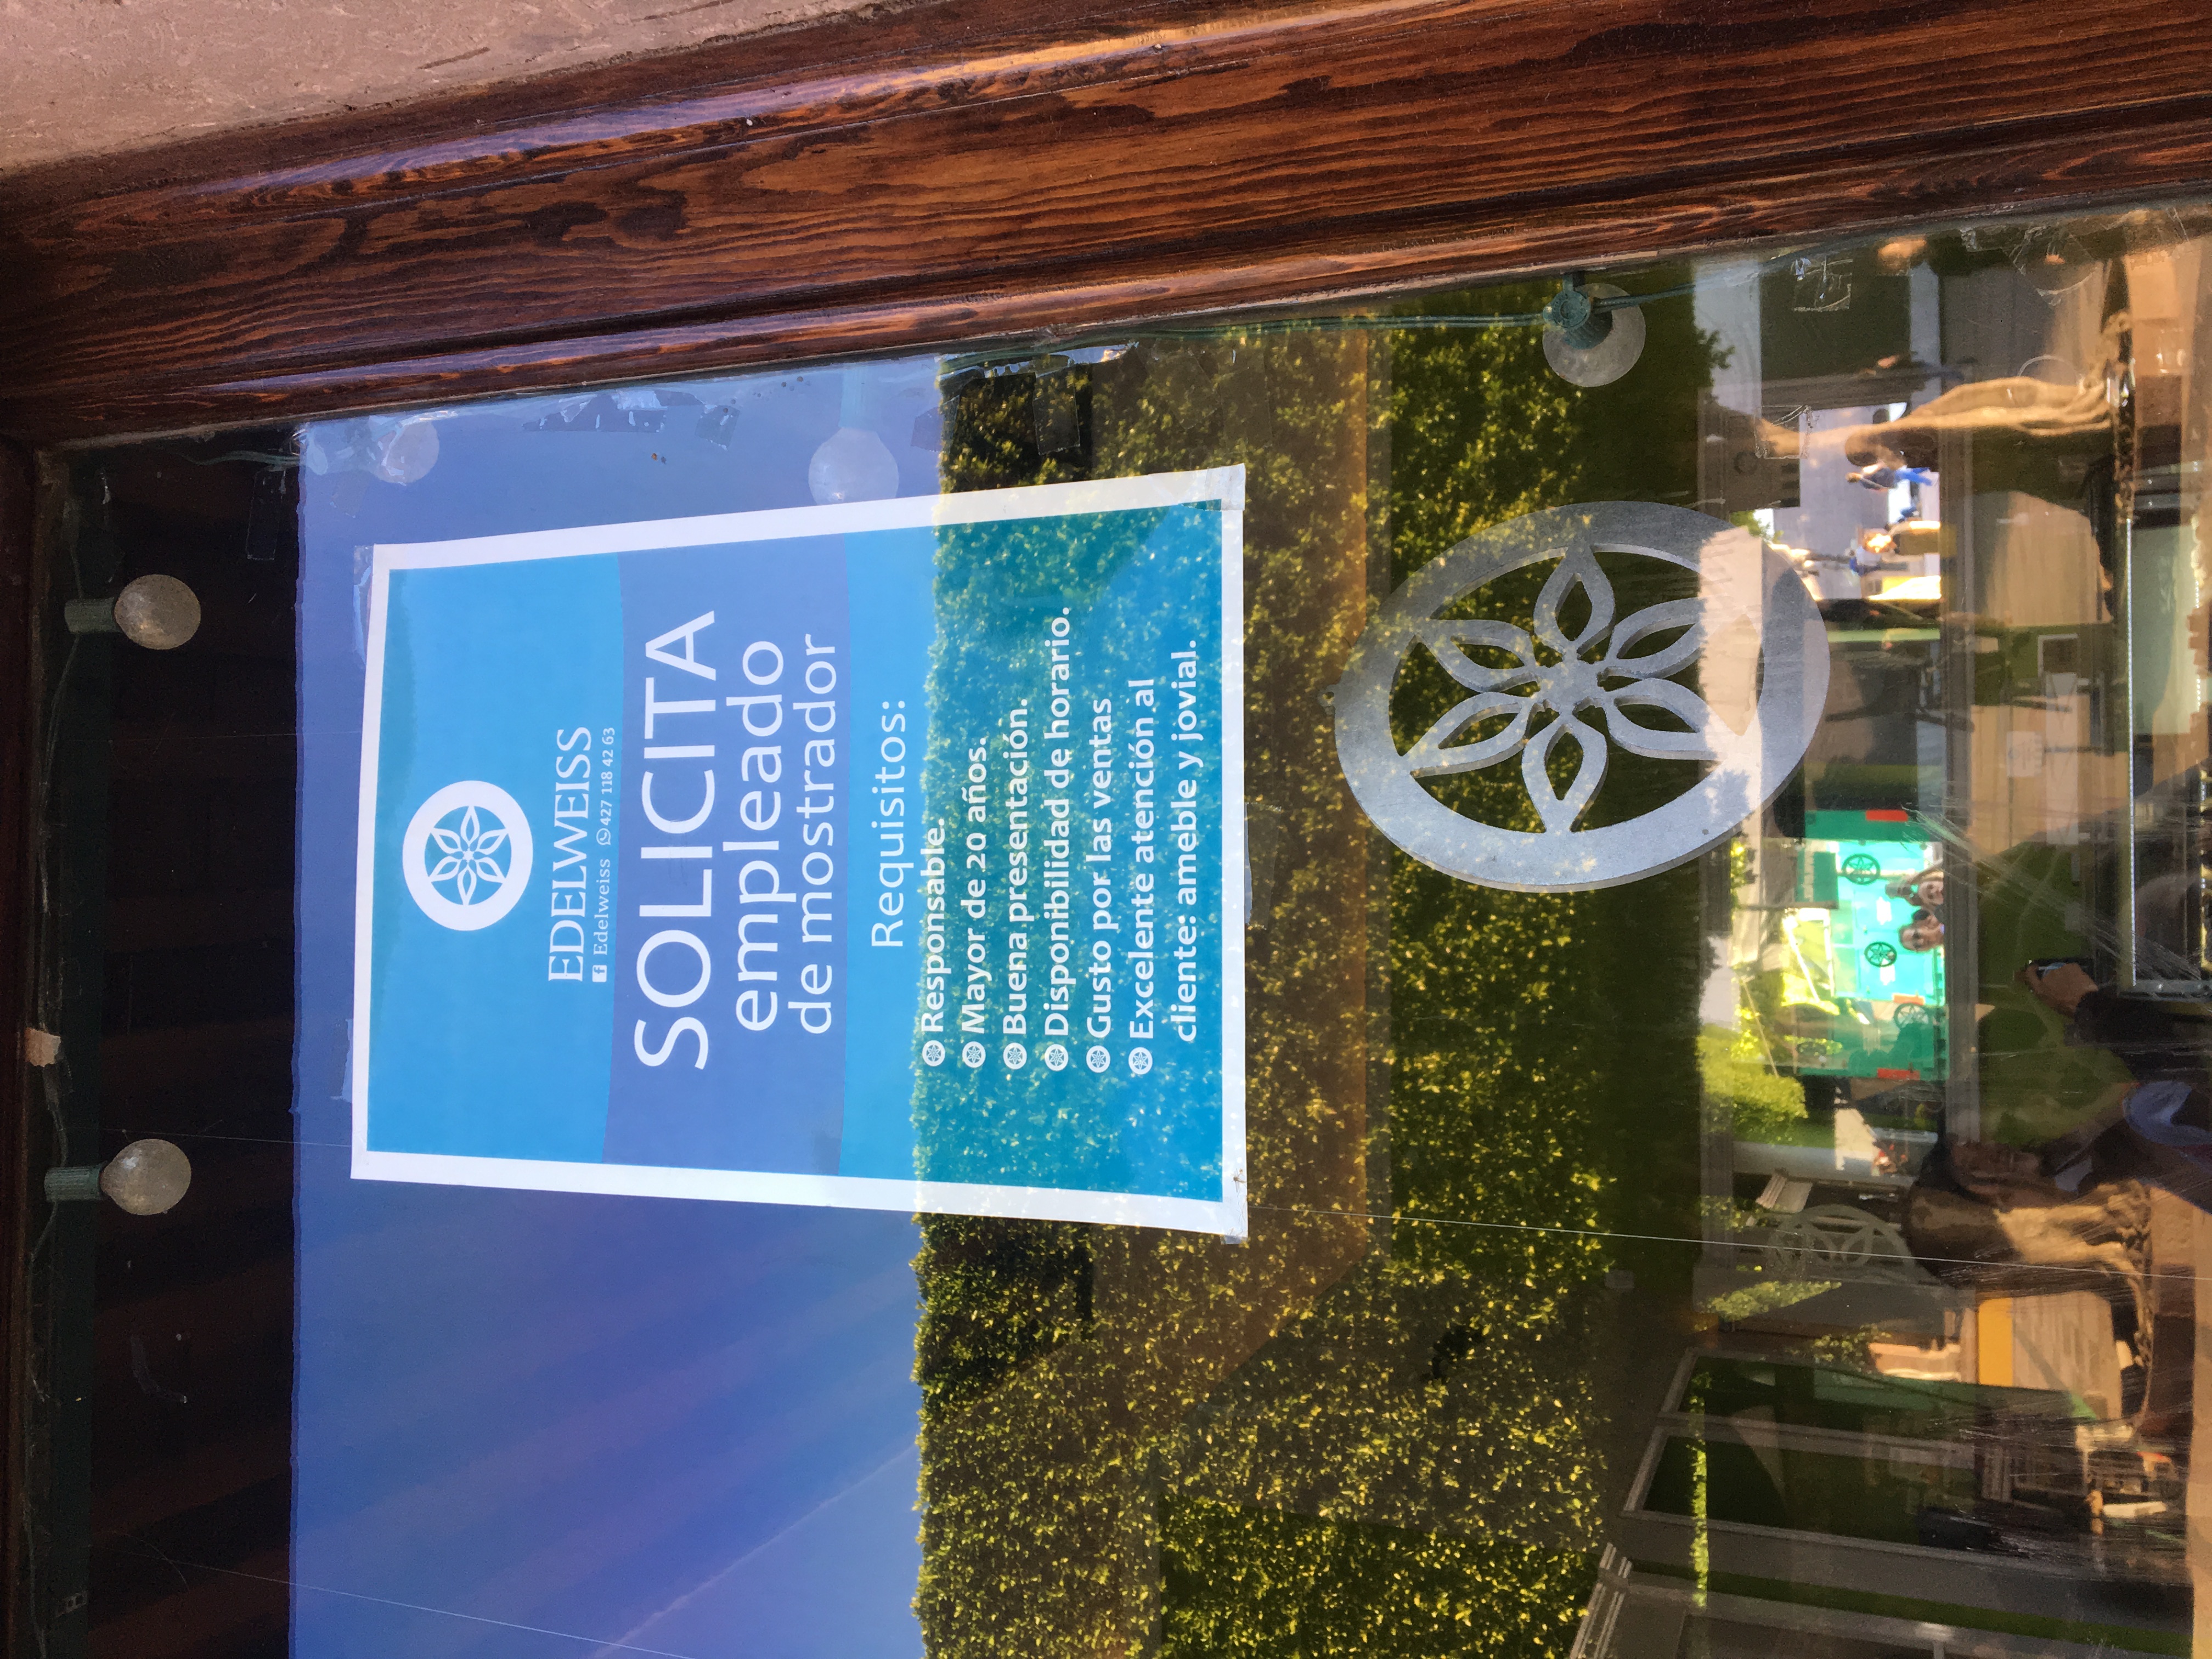 EDELWEISS
Edelweiss 427 118 42 63
SOLICITA
empleado
de mostrador
Requisitos:
Responsable.
Mayor de 20 años.
Buena presentación.
Disponibilidad de horario.
Gusto por las ventas
Excelente atención al
cliente: ameble y jovial.